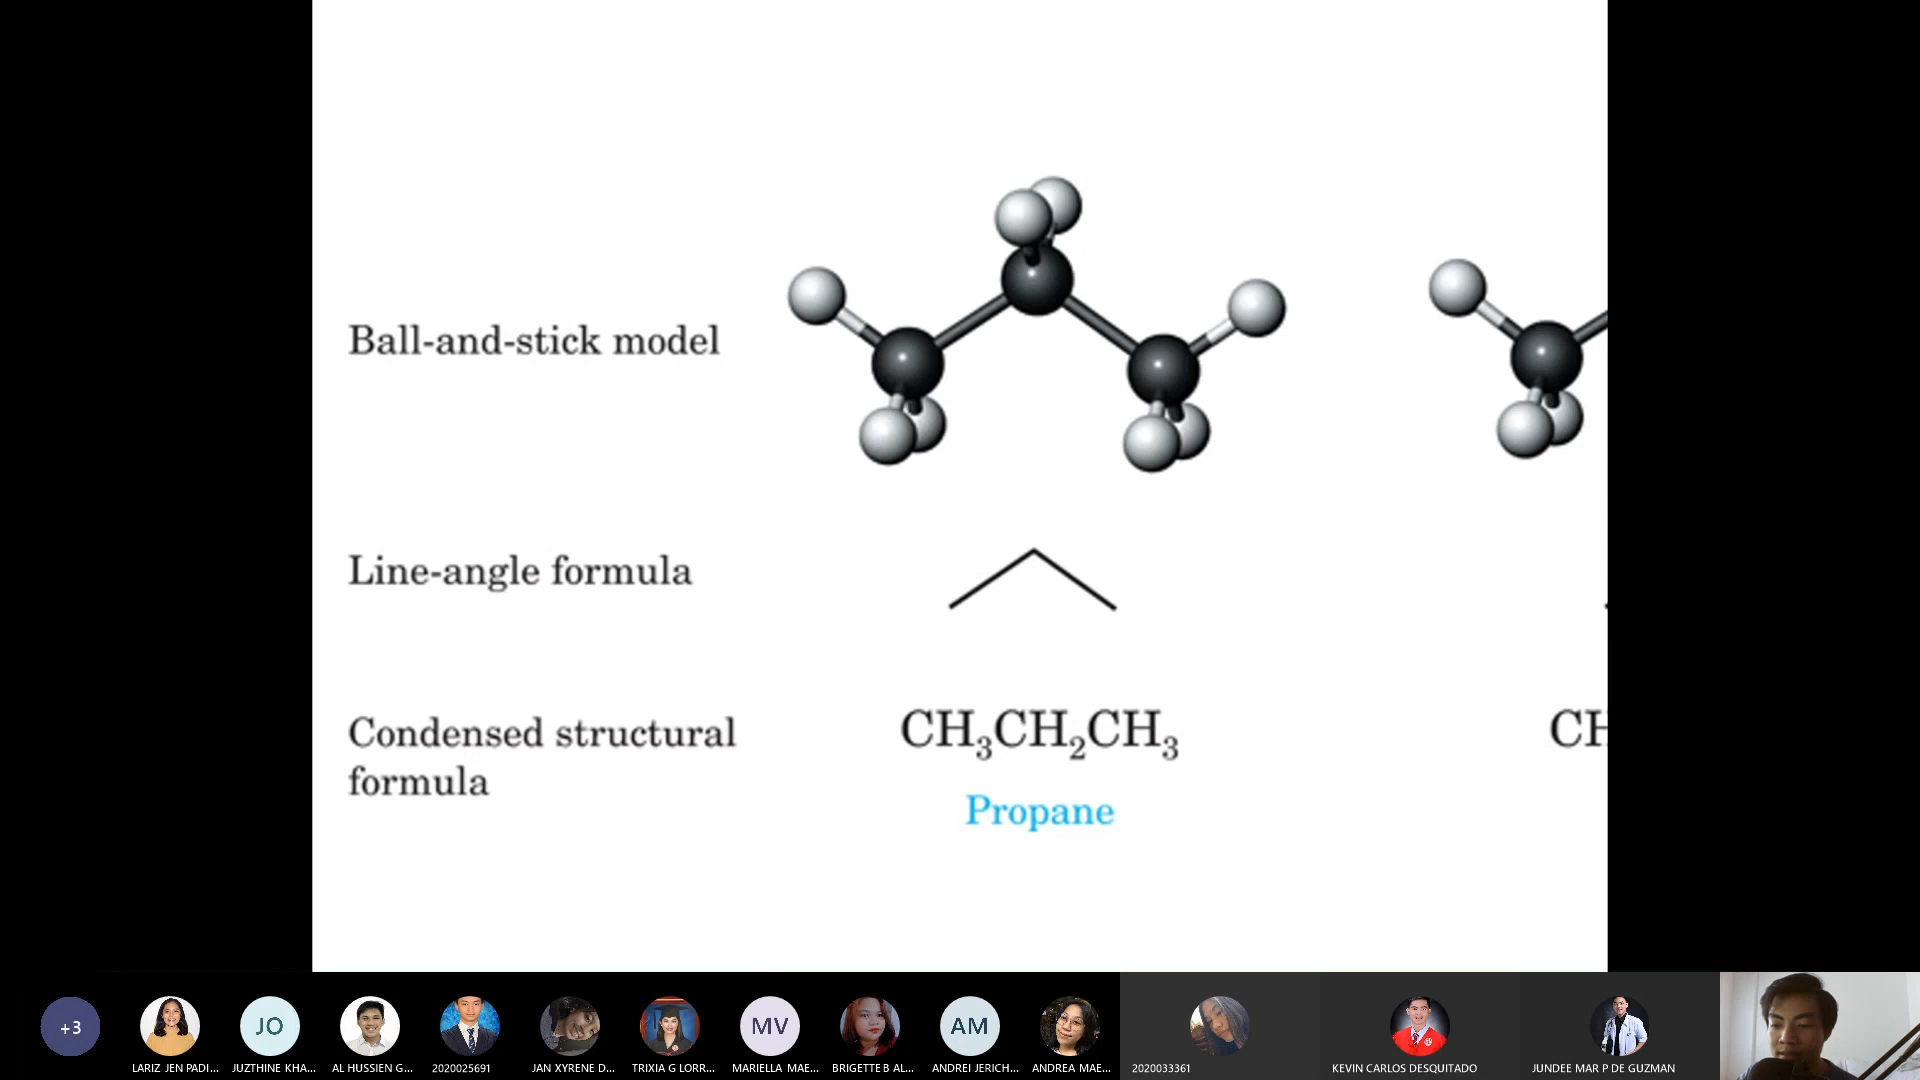 Ball-and-stick model
Line-angle formula
Condensed structural
formula
CH₃CH₂CH₃
CH
Propane
+3
JO
MV
AM
LARIZ JEN PADI...
JUZTHINE KHA...
AL HUSSIEN G...
2020025691
JAN XYRENE D...
TRIXIA G LORR...
MARIELLA MAE...
BRIGETTE B AL...
ANDREI JERICH...
ANDREA MAE...
2020033361
KEVIN CARLOS DESQUITADO
JUNDEE MAR P DE GUZMAN